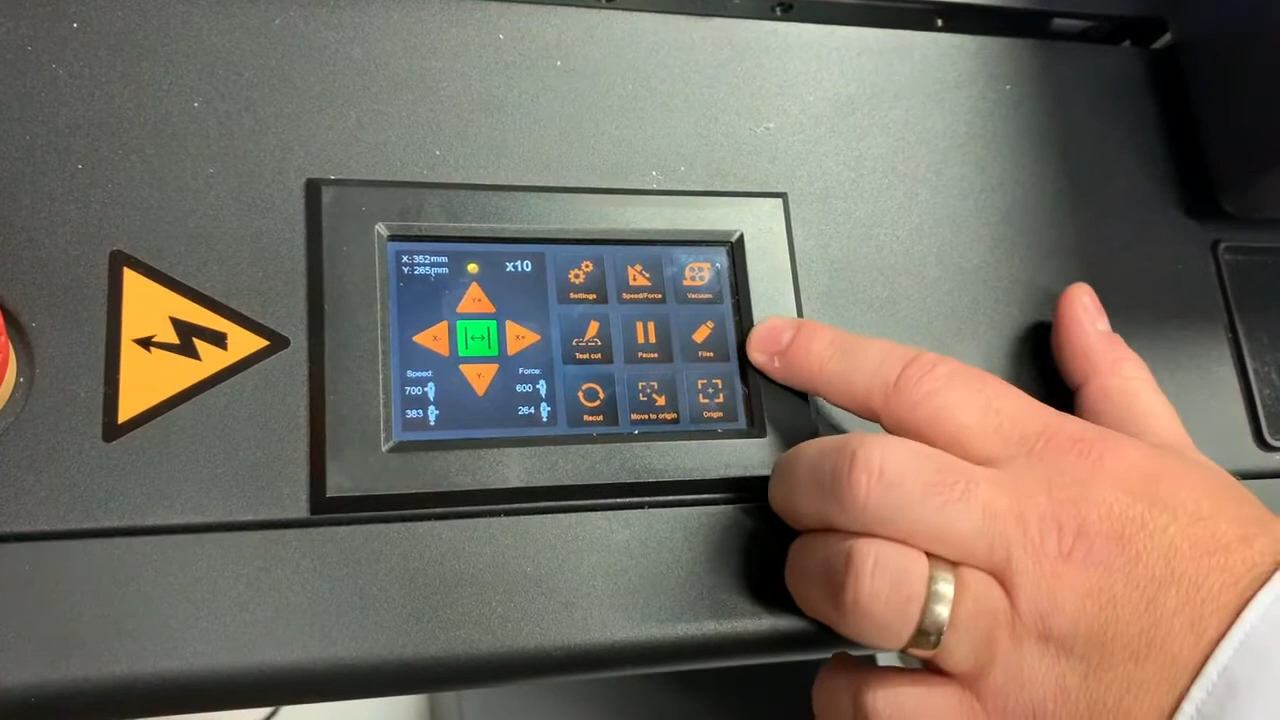 X: 352mm
Y: 265mm
x10
Y+
X-
X+
Y-
Speed:
Force:
700
600
383
264
Settings
Speed/Force
Vacuum
Test cut
Pause
Files
Recut
Move to origin
Origin